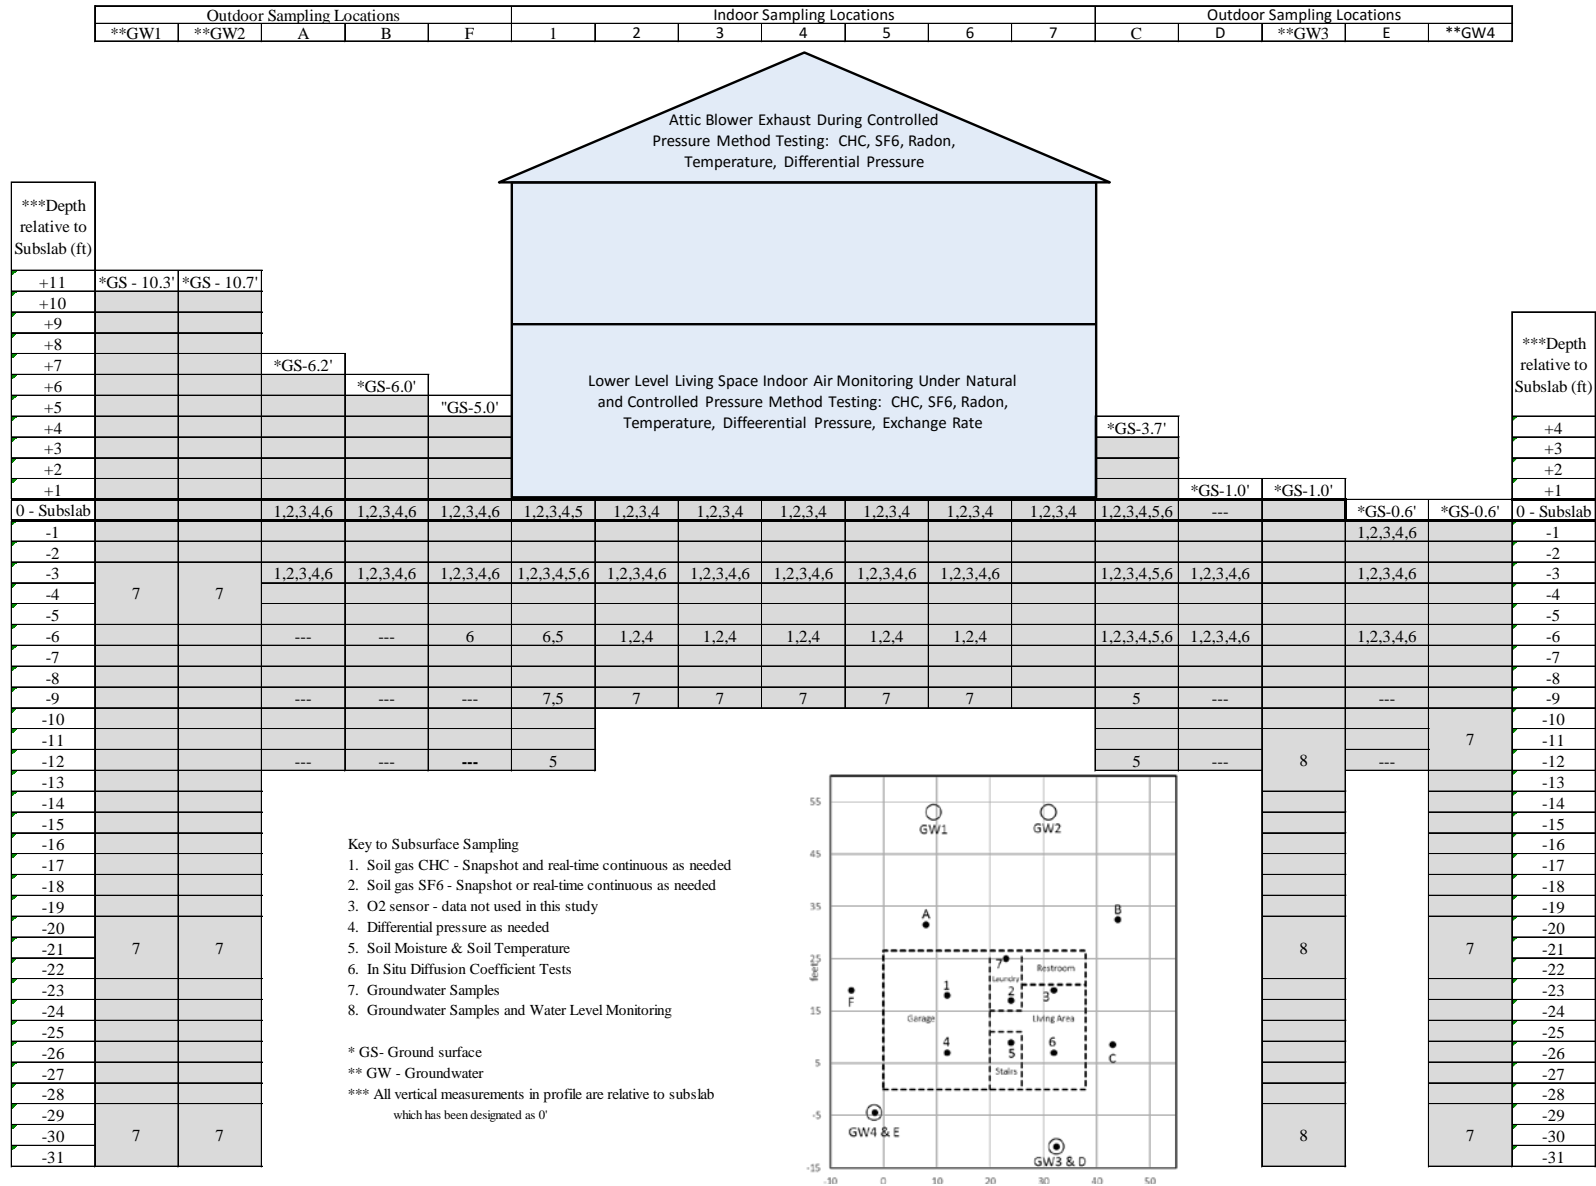 Outdoor Sampling Locations Indoor Sampling Locations Outdoor Sampling Locations
**GW1 **GW2 A B F 1 2 3 4 5 6 7 C D **GW3 E **GW4
Attic Blower Exhaust During Controlled
Pressure Method Testing: CHC, SF6, Radon,
Temperature, Differential Pressure
***Depth
relative to
Subslab (ft)
+11 *GS - 10.3' *GS - 10.7'
+10
+9
+8
***Depth
relative to
Subslab (ft)
+7 *GS-6.2'
+6 *GS-6.0'
+5 "GS-5.0'
Lower Level Living Space Indoor Air Monitoring Under Natural
and Controlled Pressure Method Testing: CHC, SF6, Radon,
Temperature, Differential Pressure, Exchange Rate
+4 *GS-3.7' +4
+3 +3
+2 +2
+1 *GS-1.0' *GS-1.0' +1
0 - Subslab 1,2,3,4,6 1,2,3,4,6 1,2,3,4,6 1,2,3,4,5 1,2,3,4 1,2,3,4 1,2,3,4 1,2,3,4 1,2,3,4 1,2,3,4 1,2,3,4,5,6 --- *GS-0.6' *GS-0.6' 0 - Subslab
-1 1,2,3,4,6 -1
-2 -2
-3 1,2,3,4,6 1,2,3,4,6 1,2,3,4,6 1,2,3,4,5,6 1,2,3,4,6 1,2,3,4,6 1,2,3,4,6 1,2,3,4,6 1,2,3,4,6 1,2,3,4,5,6 1,2,3,4,6 1,2,3,4,6 -3
-4 7 7 -4
-5 -5
-6 --- --- 6 6,5 1,2,4 1,2,4 1,2,4 1,2,4 1,2,4 1,2,3,4,5,6 1,2,3,4,6 1,2,3,4,6 -6
-7 -7
-8 -8
-9 --- --- --- 7,5 7 7 7 7 7 5 --- --- -9
-10 -10
-11 7 -11
-12 --- --- --- 5 5 --- 8 --- -12
-13 -13
-14 -14
-15 -15
-16 -16
-17 -17
-18 -18
-19 -19
-20 -20
-21 7 7 8 7 -21
-22 -22
-23 -23
-24 -24
-25 -25
-26 -26
-27 -27
-28 -28
-29 -29
-30 7 7 8 7 -30
-31 -31
Key to Subsurface Sampling
1. Soil gas CHC - Snapshot and real-time continuous as needed
2. Soil gas SF6 - Snapshot or real-time continuous as needed
3. O2 sensor - data not used in this study
4. Differential pressure as needed
5. Soil Moisture & Soil Temperature
6. In Situ Diffusion Coefficient Tests
7. Groundwater Samples
8. Groundwater Samples and Water Level Monitoring
* GS- Ground surface
** GW - Groundwater
*** All vertical measurements in profile are relative to subslab
which has been designated as 0'
55
GW1 GW2
45
35
A B
25
feet
7 Restroom
Laundry
1 2 3
F
15
Garage Living Area
4 5 6
5 C
Stairs
-5
GW4 & E
GW3 & D
-15
-10 0 10 20 30 40 50